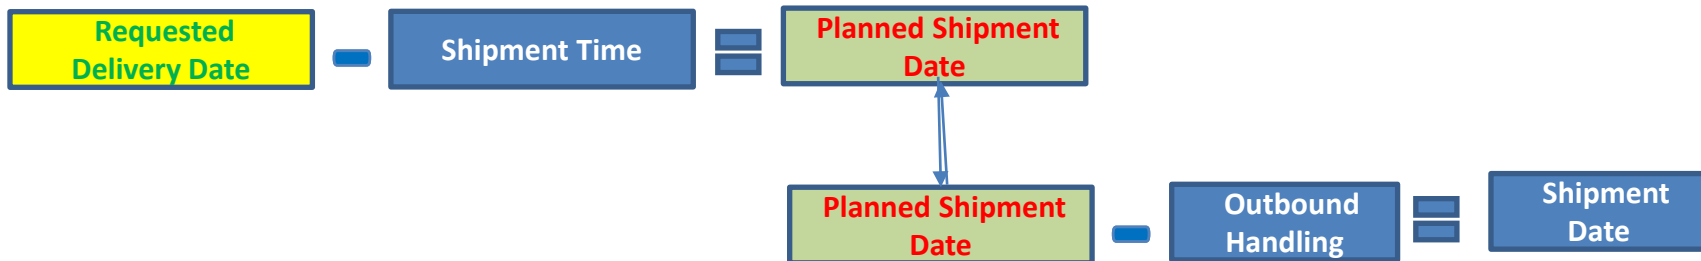 Requested
Delivery Date
Shipment Time
Planned Shipment
Date
Planned Shipment
Date
Outbound
Handling
Shipment
Date